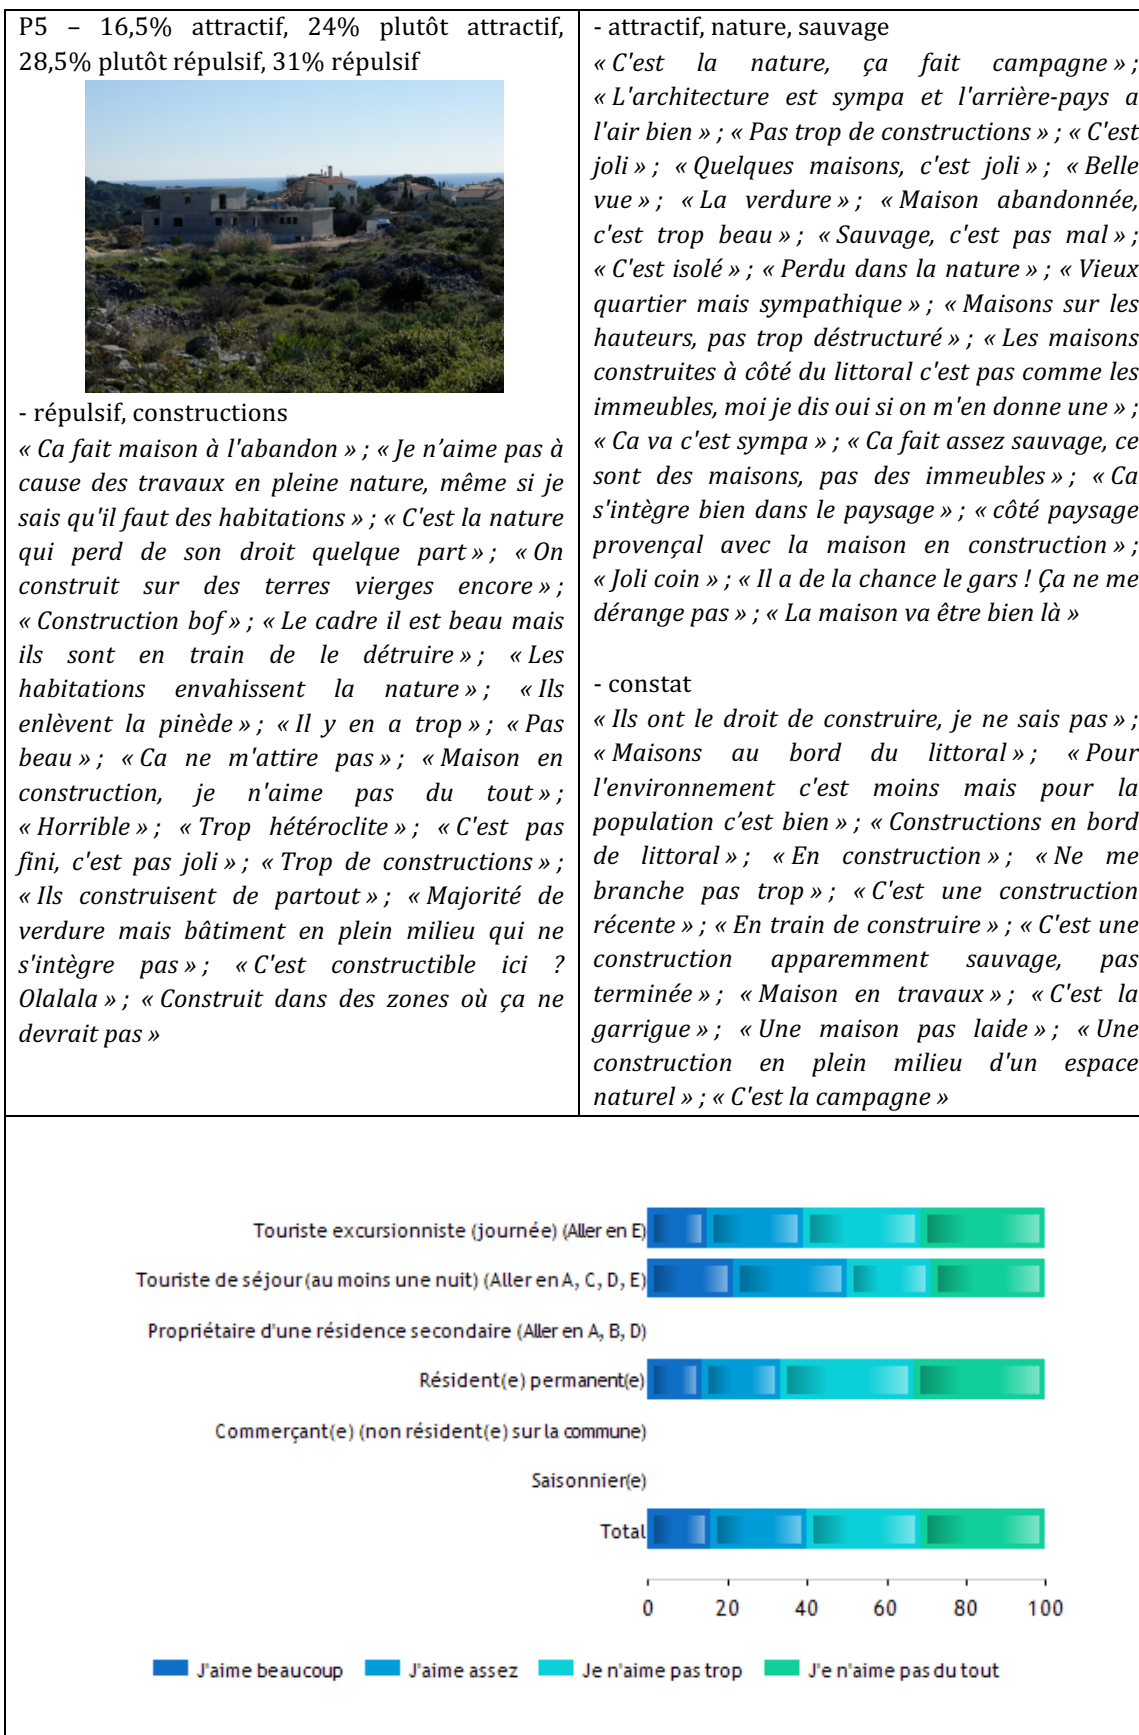 P5 – 16,5% attractif, 24% plutôt attractif,
28,5% plutôt répulsif, 31% répulsif
- répulsif, constructions
« Ca fait maison à l'abandon » ; « Je n’aime pas à
cause des travaux en pleine nature, même si je
sais qu'il faut des habitations » ; « C'est la nature
qui perd de son droit quelque part » ; « On
construit sur des terres vierges encore » ;
« Construction bof » ; « Le cadre il est beau mais
ils sont en train de le détruire » ; « Les
habitations envahissent la nature » ; « Ils
enlèvent la pinède » ; « Il y en a trop » ; « Pas
beau » ; « Ca ne m'attire pas » ; « Maison en
construction, je n'aime pas du tout » ;
« Horrible » ; « Trop hétéroclite » ; « C'est pas
fini, c'est pas joli » ; « Trop de constructions » ;
« Ils construisent de partout » ; « Majorité de
verdure mais bâtiment en plein milieu qui ne
s'intègre pas » ; « C'est constructible ici ?
Olalala » ; « Construit dans des zones où ça ne
devrait pas »
- attractif, nature, sauvage
« C'est la nature, ça fait campagne » ;
« L'architecture est sympa et l'arrière-pays a
l'air bien » ; « Pas trop de constructions » ; « C'est
joli » ; « Quelques maisons, c'est joli » ; « Belle
vue » ; « La verdure » ; « Maison abandonnée,
c'est trop beau » ; « Sauvage, c'est pas mal » ;
« C'est isolé » ; « Perdu dans la nature » ; « Vieux
quartier mais sympathique » ; « Maisons sur les
hauteurs, pas trop déstructuré » ; « Les maisons
construites à côté du littoral c'est pas comme les
immeubles, moi je dis oui si on m'en donne une » ;
« Ca va c'est sympa » ; « Ca fait assez sauvage, ce
sont des maisons, pas des immeubles » ; « Ca
s'intègre bien dans le paysage » ; « côté paysage
provençal avec la maison en construction » ;
« Joli coin » ; « Il a de la chance le gars ! Ça ne me
dérange pas » ; « La maison va être bien là »
- constat
« Ils ont le droit de construire, je ne sais pas » ;
« Maisons au bord du littoral » ; « Pour
l'environnement c'est moins mais pour la
population c’est bien » ; « Constructions en bord
de littoral » ; « En construction » ; « Ne me
branche pas trop » ; « C'est une construction
récente » ; « En train de construire » ; « C'est une
construction apparemment sauvage, pas
terminée » ; « Maison en travaux » ; « C'est la
garrigue » ; « Une maison pas laide » ; « Une
construction en plein milieu d'un espace
naturel » ; « C'est la campagne »
Touriste excursionniste (journée) (Aller en E)
Touriste de séjour (au moins une nuit) (Aller en A, C, D, E)
Propriétaire d'une résidence secondaire (Aller en A, B, D)
Résident(e) permanent(e)
Commerçant(e) (non résident(e) sur la commune)
Saisonnier(e)
Total
0 20 40 60 80 100
J'aime beaucoup J'aime assez Je n'aime pas trop J'e n'aime pas du tout